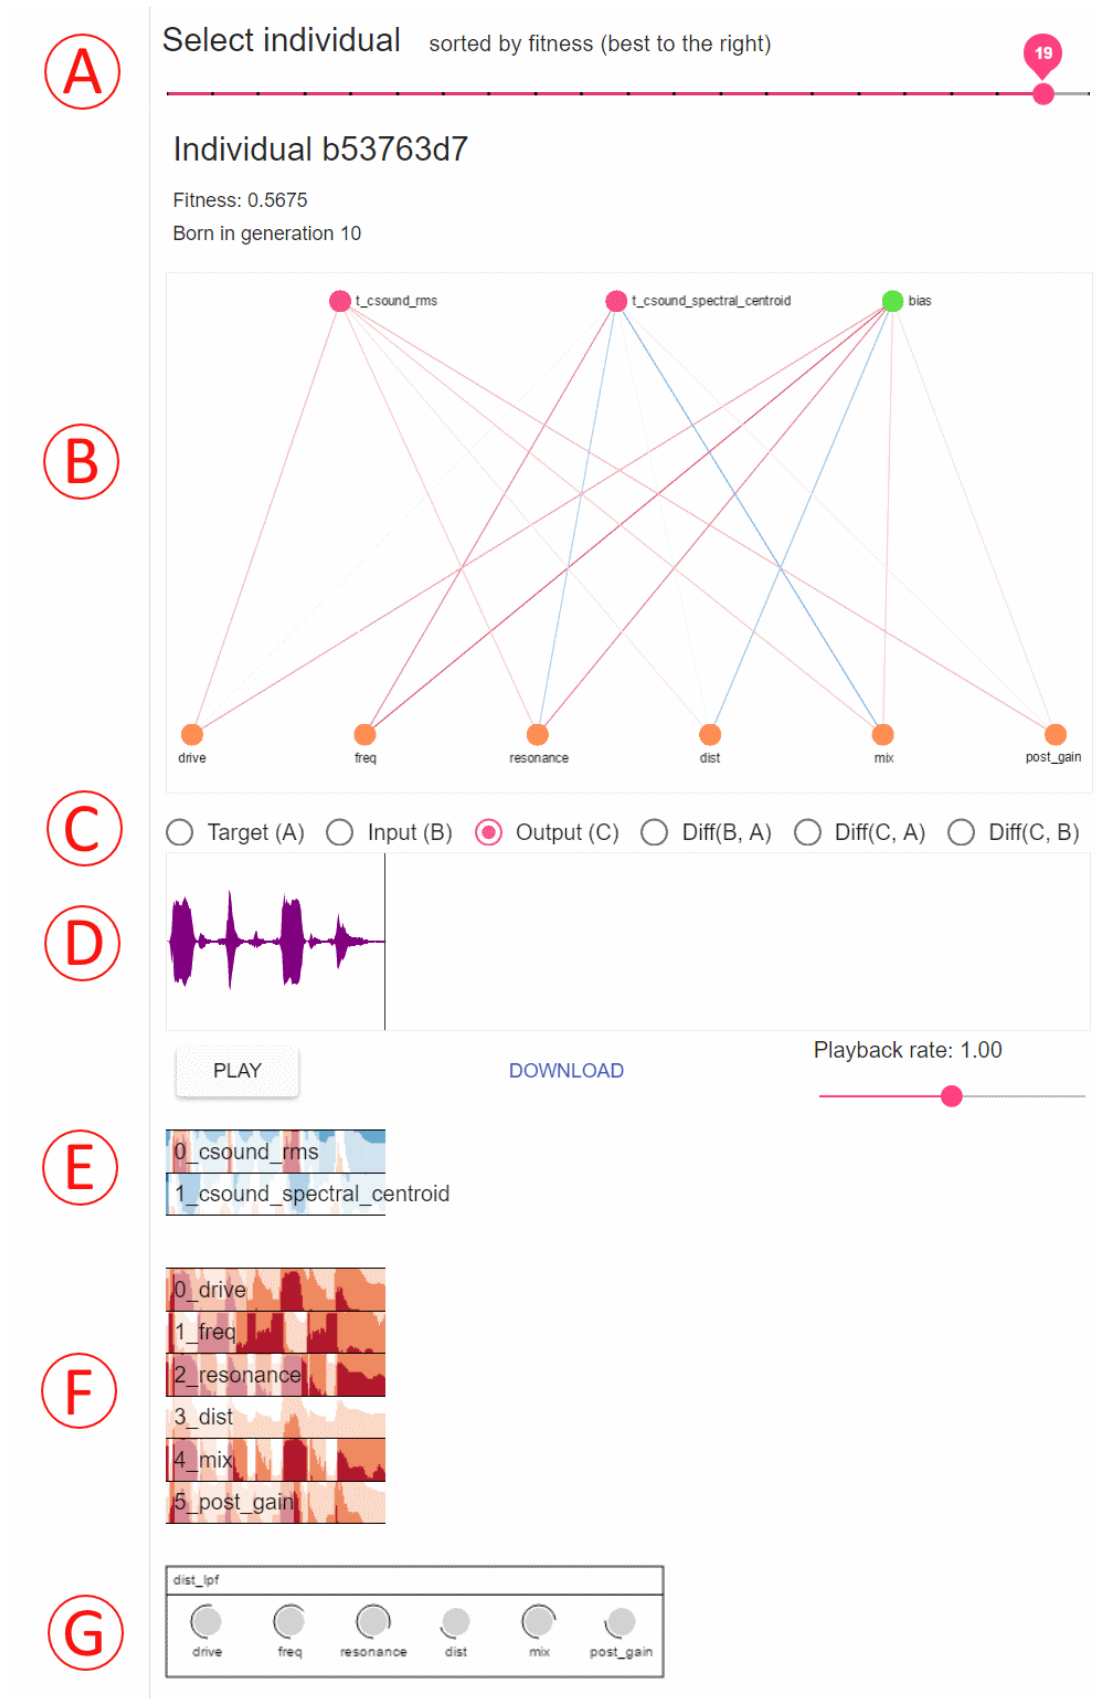 A
Select individual sorted by fitness (best to the right)
19
Individual b53763d7
Fitness: 0.5675
Born in generation 10
t_csound_rms t_csound_spectral_centroid bias
B
drive freq resonance dist mix post_gain
C
Target (A) Input (B) Output (C) Diff(B, A) Diff(C, A) Diff(C, B)
D
PLAY DOWNLOAD Playback rate: 1.00
E
0_csound_rms
1_csound_spectral_centroid
F
0_drive
1_freq
2_resonance
3_dist
4_mix
5_post_gain
G
dist_lpf
drive freq resonance dist mix post_gain